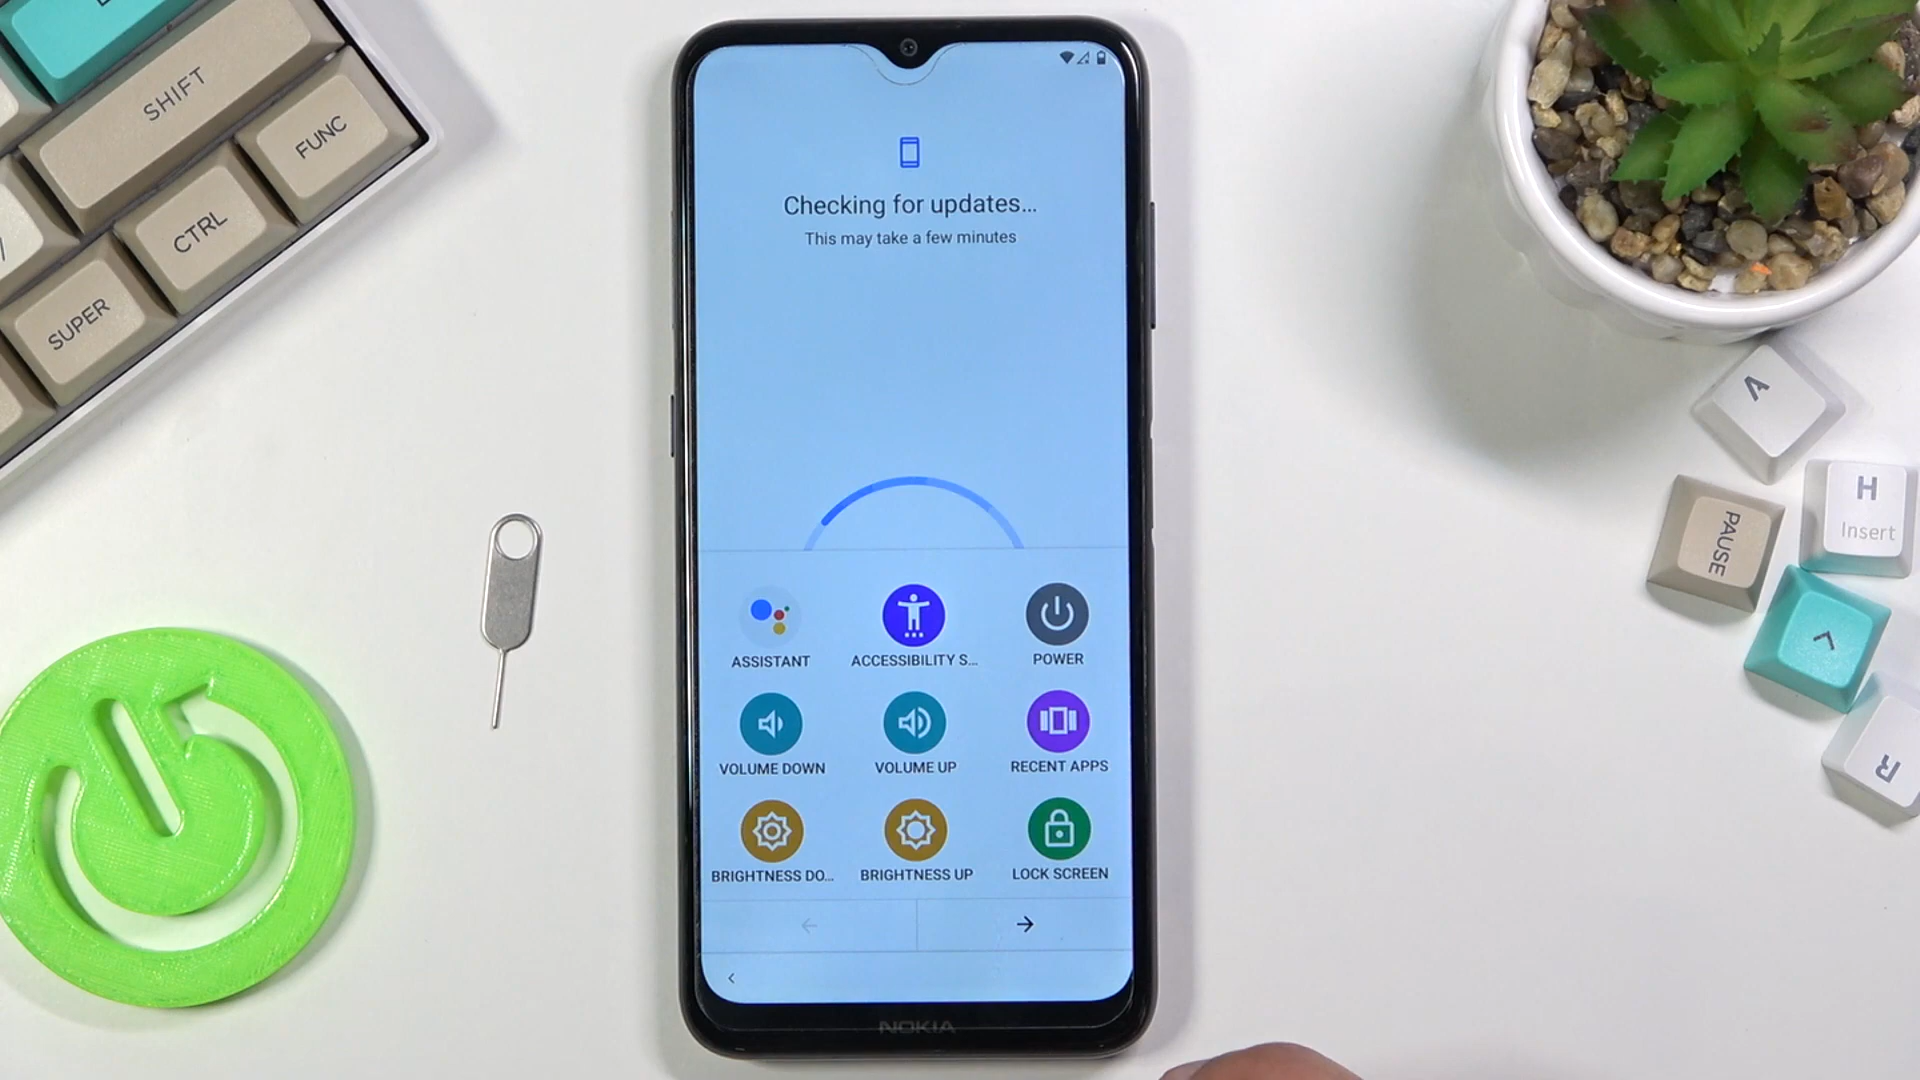 SHIFT
FUNC
CTRL
SUPER
Checking for updates...
This may take a few minutes
ASSISTANT
ACCESSIBILITY S...
POWER
VOLUME DOWN
VOLUME UP
RECENT APPS
BRIGHTNESS DO...
BRIGHTNESS UP
LOCK SCREEN
NOKIA
V
H
Insert
PAUSE
<
R